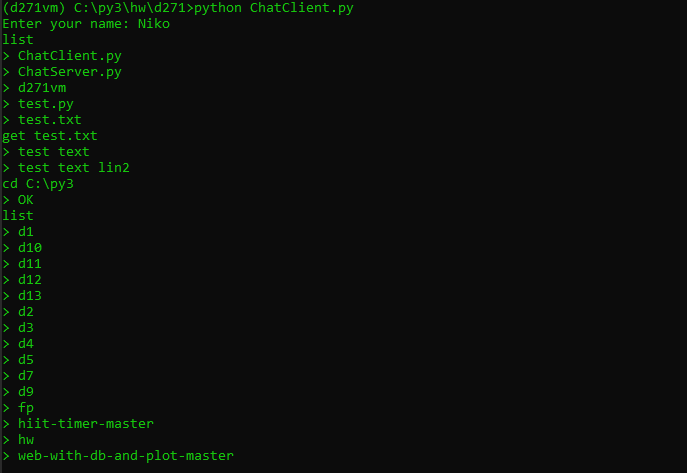 (d271vm) C:\py3\hw\d271>python ChatClient.py
Enter your name: Niko
list
> ChatClient.py
> ChatServer.py
> d271vm
> test.py
> test.txt
get test.txt
> test text
> test text lin2
cd C:\py3
> OK
list
> d1
> d10
> d11
> d12
> d13
> d2
> d3
> d4
> d5
> d7
> d9
> fp
> hiit-timer-master
> hw
> web-with-db-and-plot-master